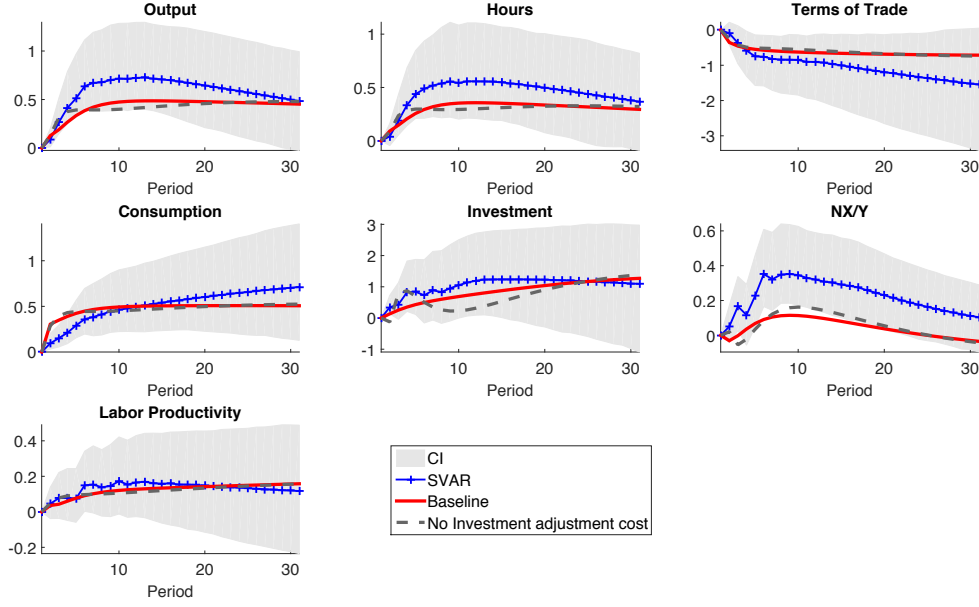 Output
1
0.5
0
10 20 30
Period
Hours
1
0.5
0
10 20 30
Period
Terms of Trade
0
-1
-2
-3
10 20 30
Period
Consumption
1
0.5
0
10 20 30
Period
Investment
3
2
1
0
-1
10 20 30
Period
NX/Y
0.6
0.4
0.2
0
10 20 30
Period
Labor Productivity
0.4
0.2
0
-0.2
10 20 30
Period
CI
SVAR
Baseline
No Investment adjustment cost